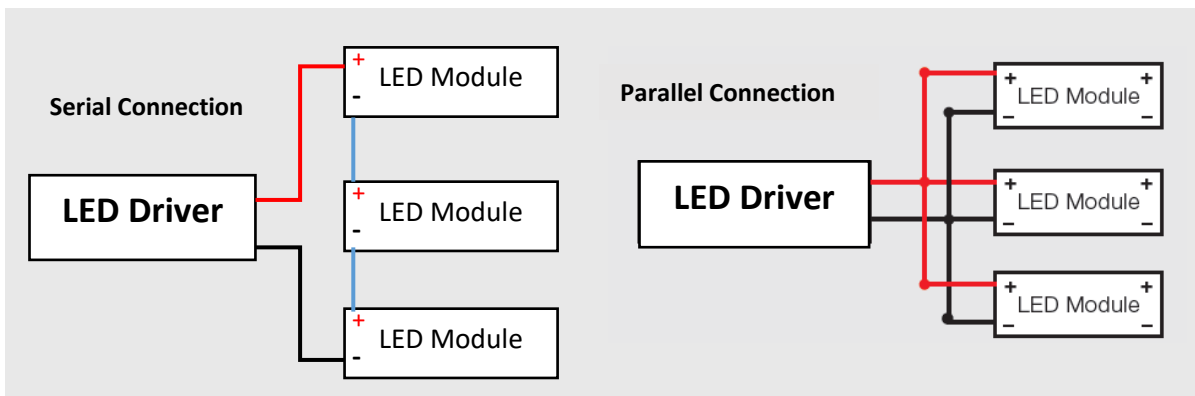 Serial Connection
LED Driver
+
LED Module
-
+
LED Module
-
+
LED Module
-
Parallel Connection
LED Driver
+ +
LED Module
– –
+ +
LED Module
– –
+ +
LED Module
– –